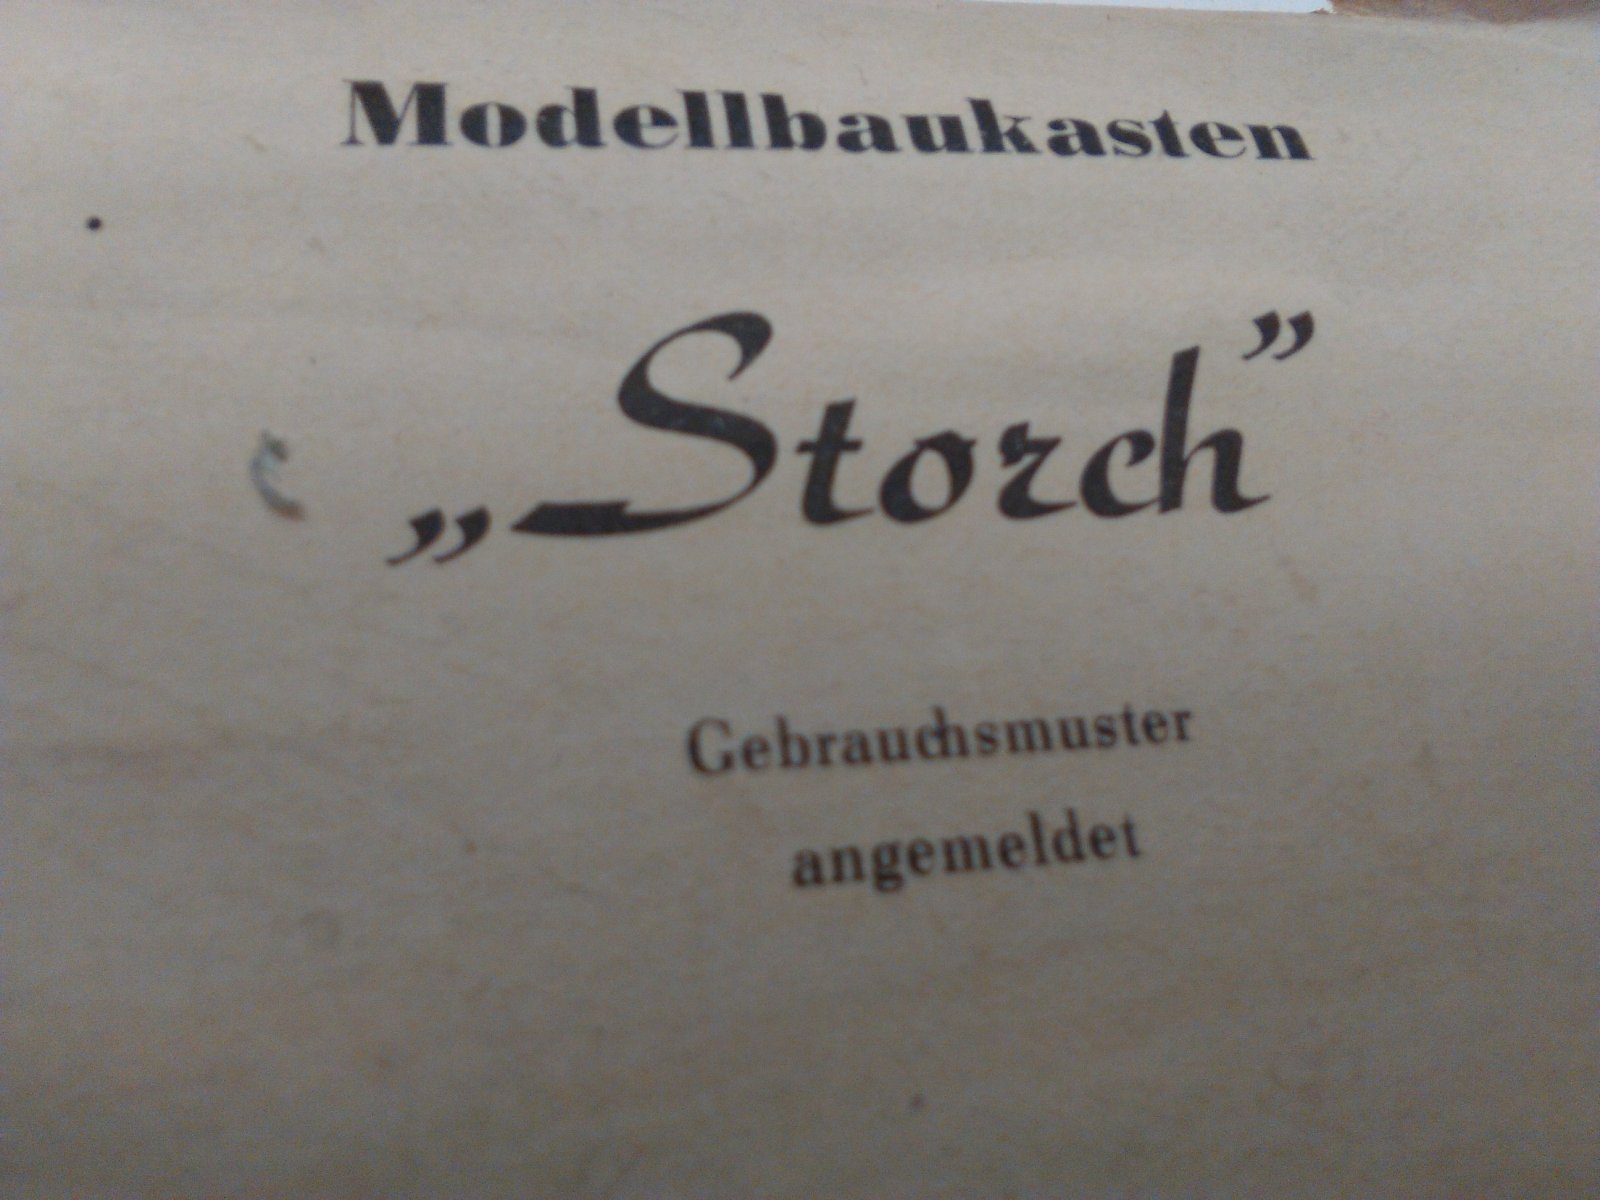 Modellbaukasten
„Storch”
Gebrauchsmuster
angemeldet